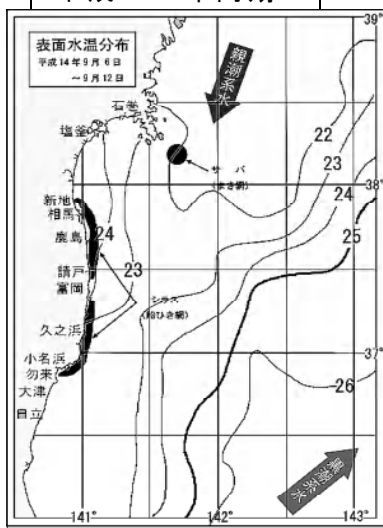 表面水温分布
平成14年9月6日
～9月12日
39°
親潮系水
石巻
塩釜
22
サバ
(まき網)
23
38°
24
新地
相馬
25
鹿島
24
請戸
23
富岡
シラス
(船ひき網)
久之浜
小名浜
37°
勿来
大津
26
日立
黒潮系水
141°
142°
143°